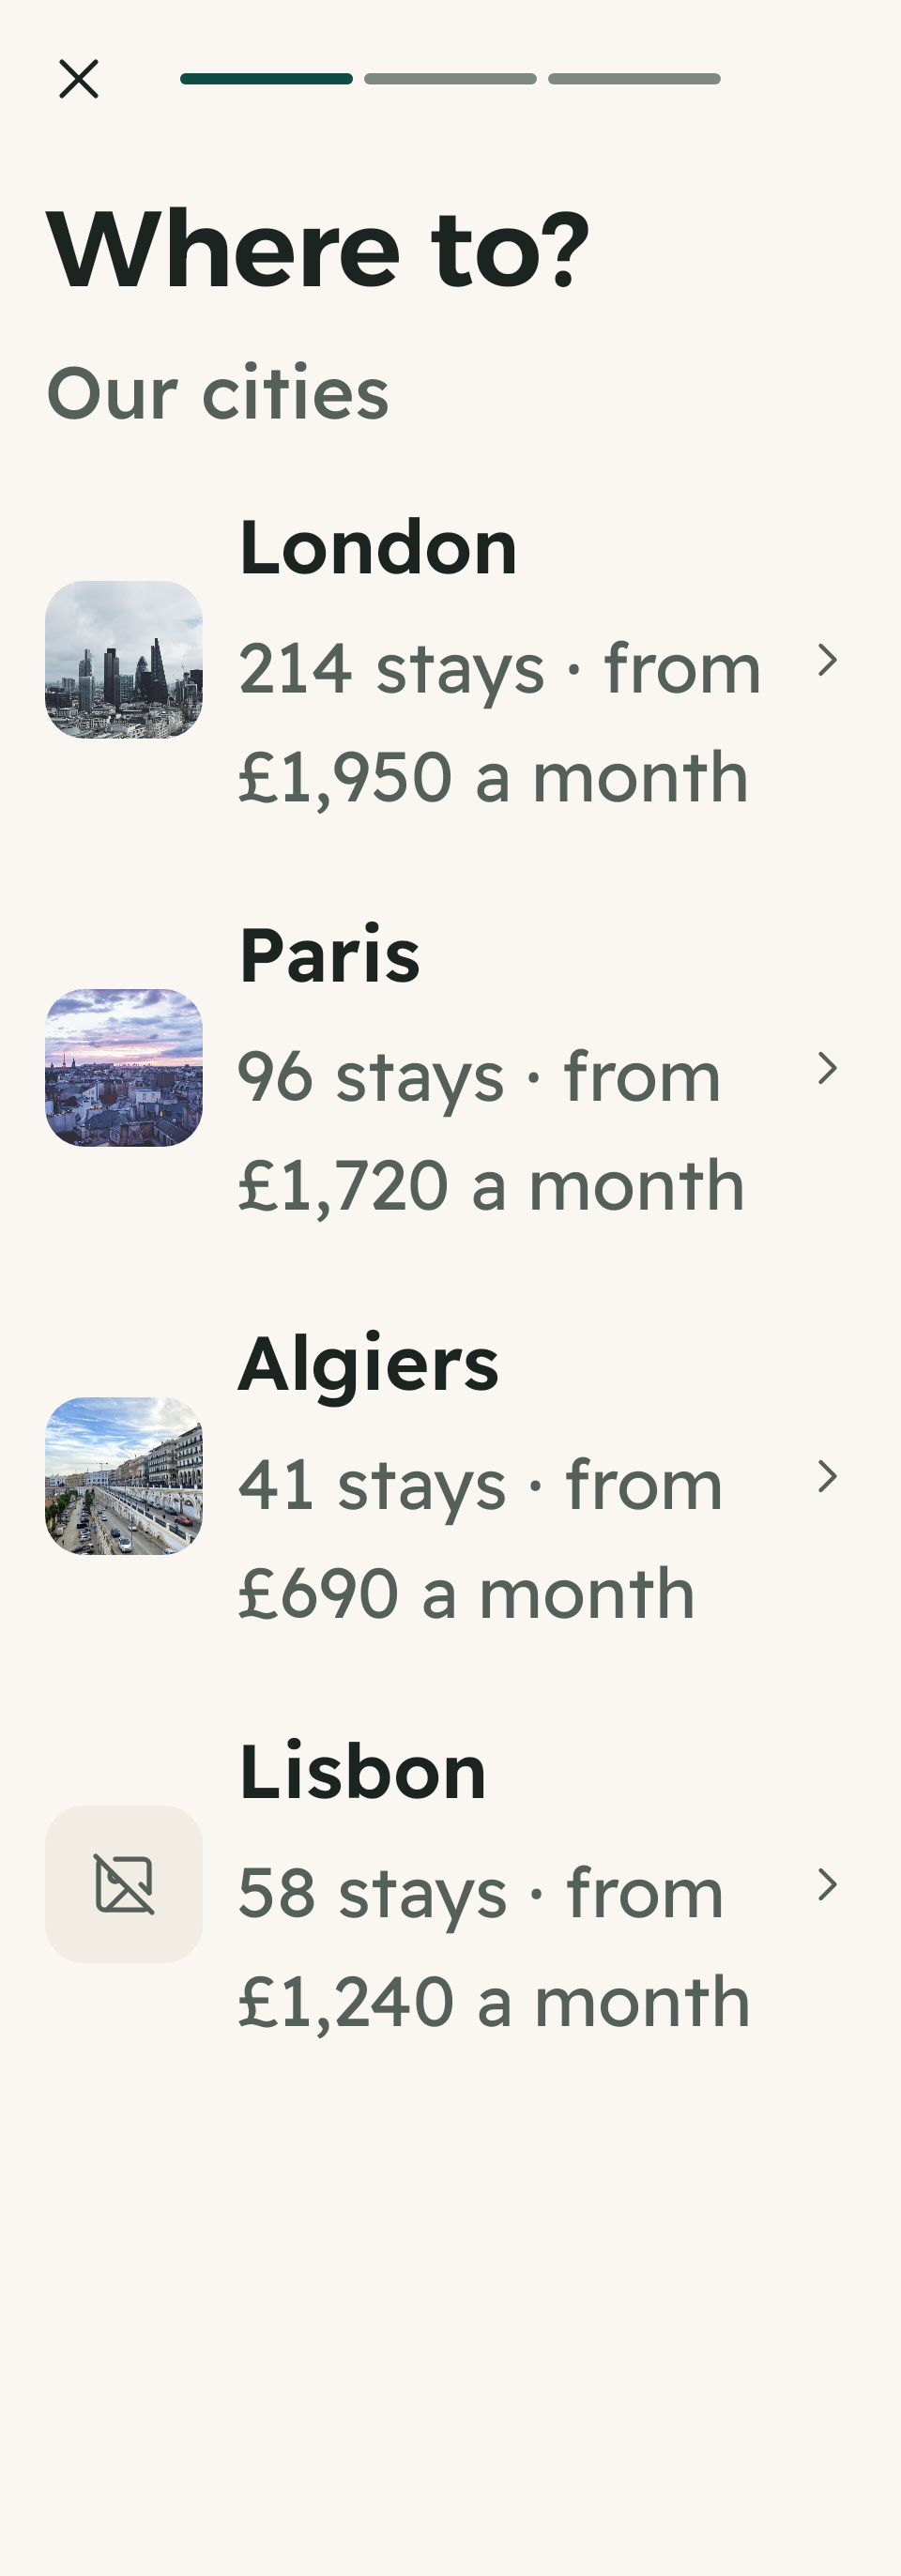 Where to?
Our cities
London
214 stays · from
£1,950 a month
Paris
96 stays · from
£1,720 a month
Algiers
41 stays · from
£690 a month
Lisbon
58 stays · from
£1,240 a month